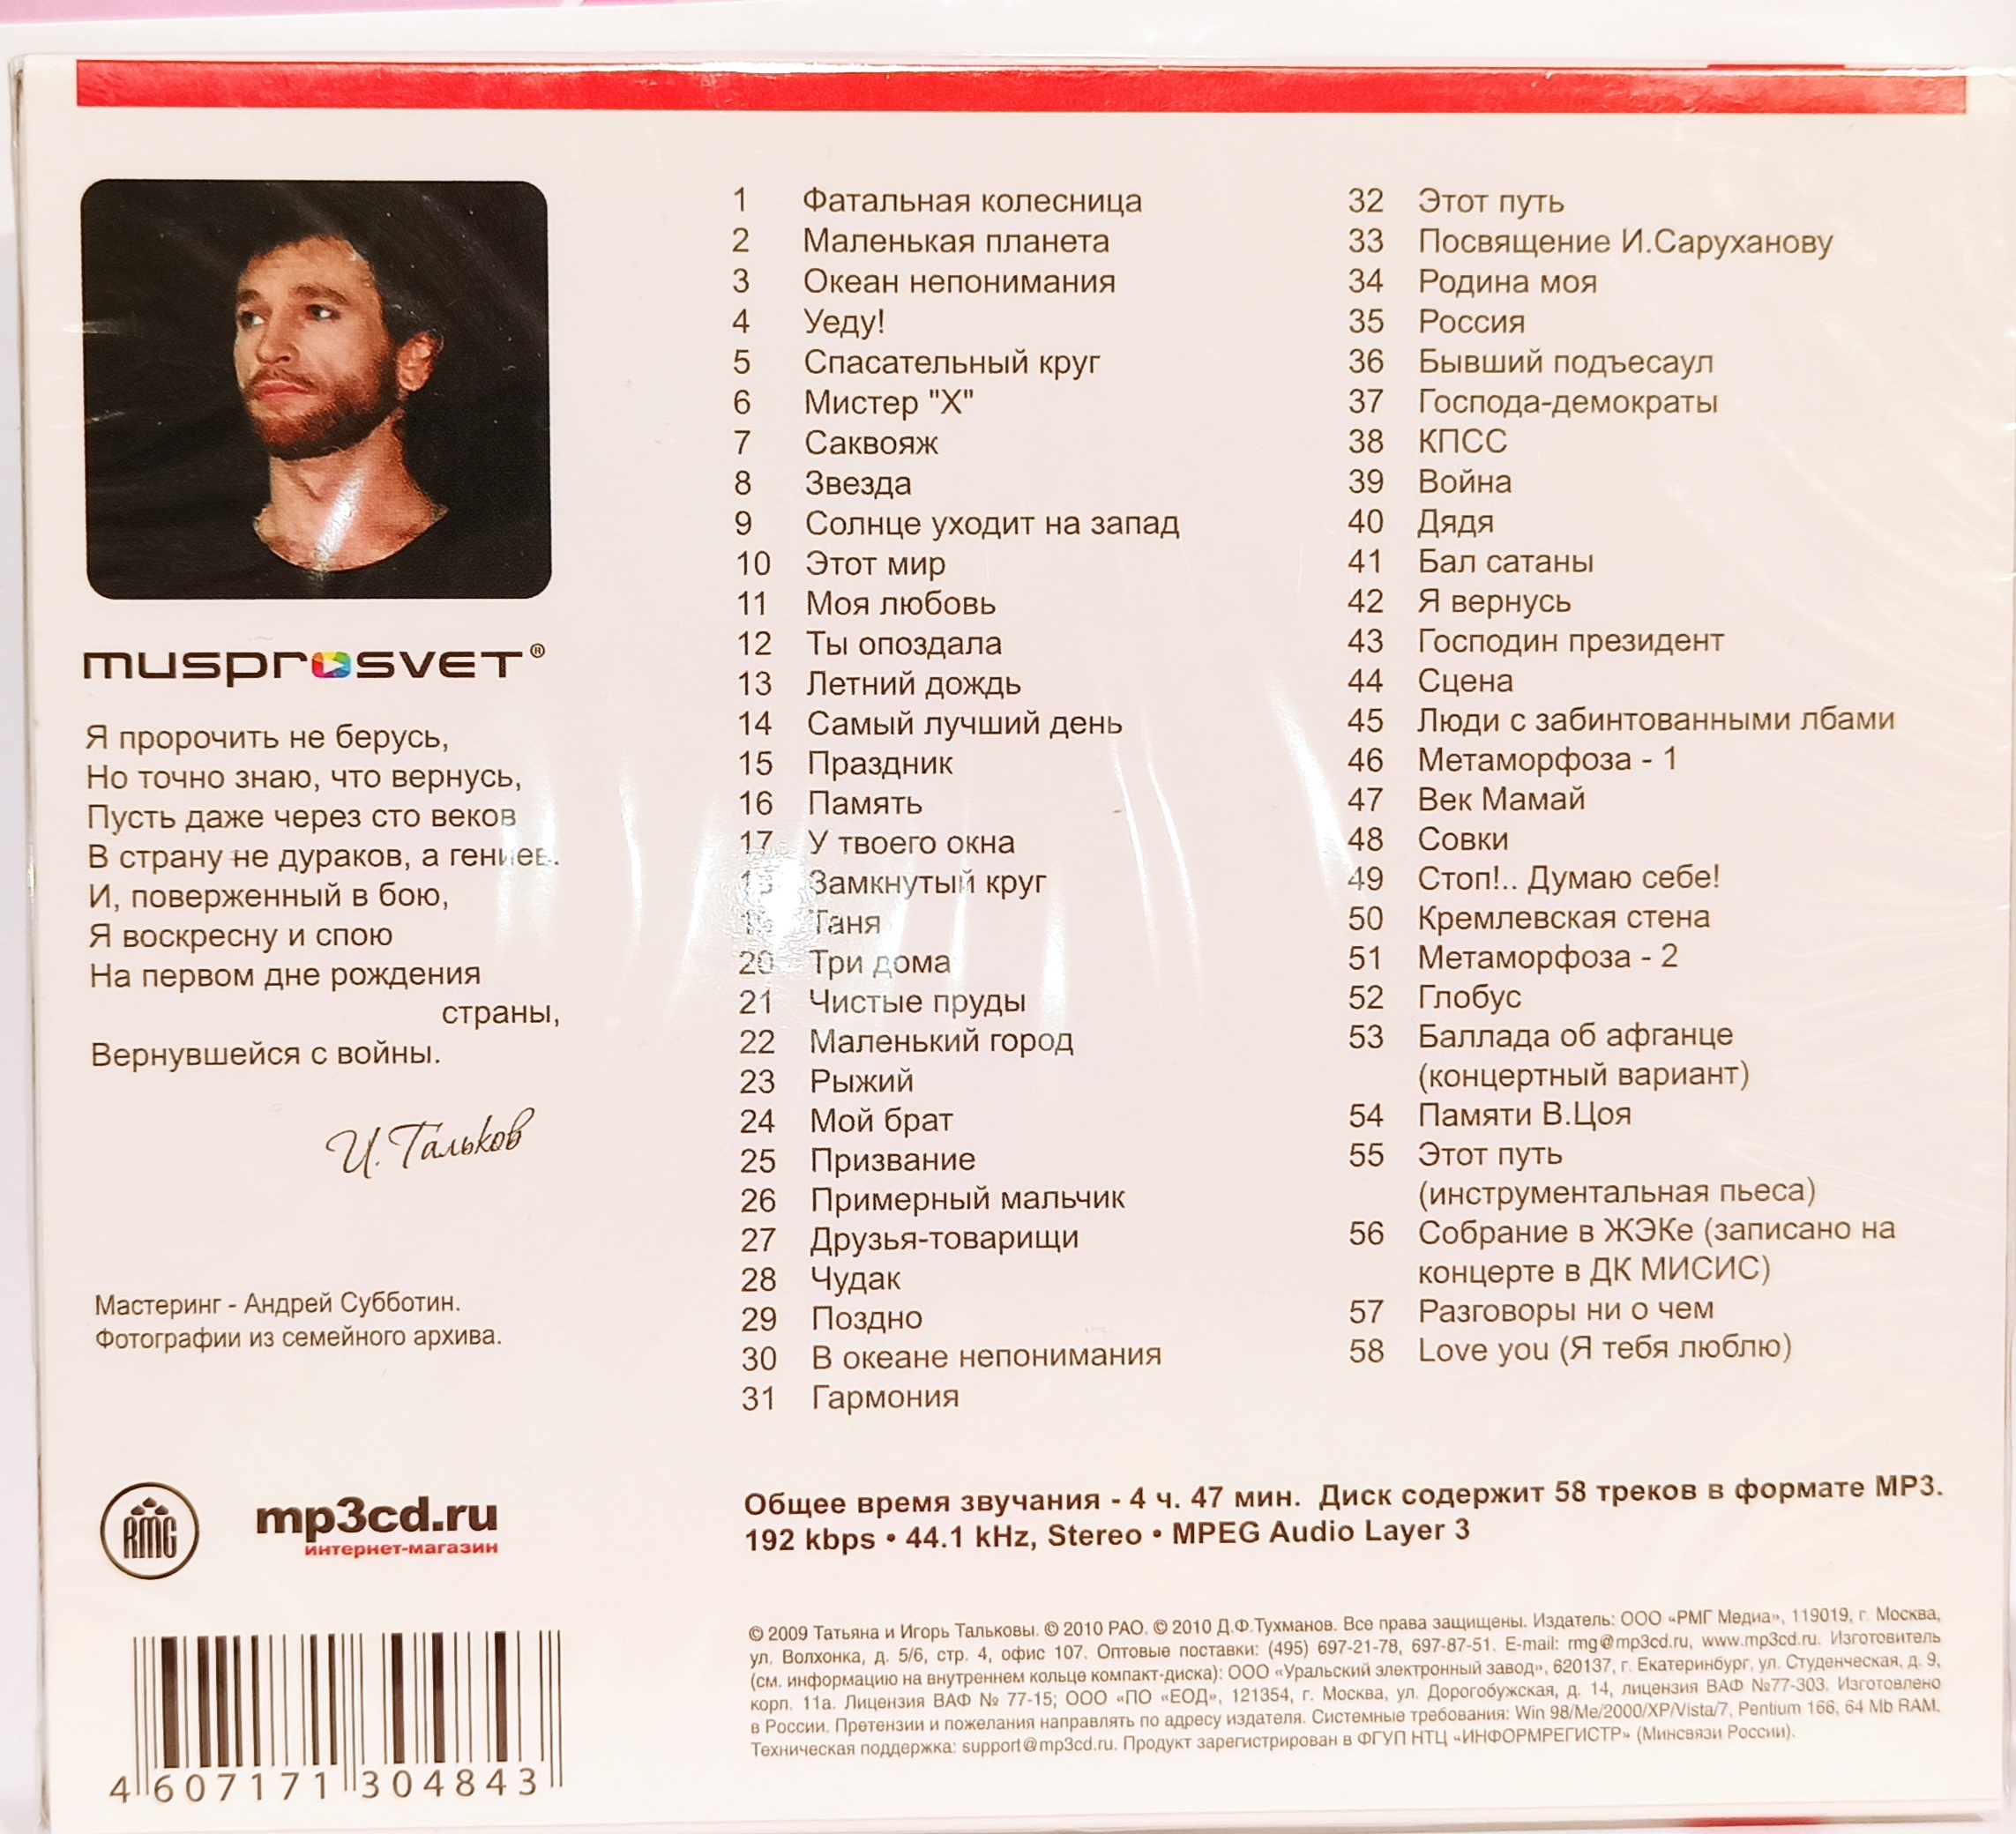 musprosvet®
Я пророчить не берусь,
Но точно знаю, что вернусь,
Пусть даже через сто веков
В страну не дураков, а гениев.
И, поверженный в бою,
Я воскресну и спою
На первом дне рождения
страны,
Вернувшейся с войны.
И. Тальков
Мастеринг - Андрей Субботин.
Фотографии из семейного архива.
RMG
mp3cd.ru
интернет-магазин
4 607171 304843
1 Фатальная колесница
2 Маленькая планета
3 Океан непонимания
4 Уеду!
5 Спасательный круг
6 Мистер "Х"
7 Саквояж
8 Звезда
9 Солнце уходит на запад
10 Этот мир
11 Моя любовь
12 Ты опоздала
13 Летний дождь
14 Самый лучший день
15 Праздник
16 Память
17 У твоего окна
18 Замкнутый круг
19 Таня
20 Три дома
21 Чистые пруды
22 Маленький город
23 Рыжий
24 Мой брат
25 Призвание
26 Примерный мальчик
27 Друзья-товарищи
28 Чудак
29 Поздно
30 В океане непонимания
31 Гармония
32 Этот путь
33 Посвящение И.Саруханову
34 Родина моя
35 Россия
36 Бывший подъесаул
37 Господа-демократы
38 КПСС
39 Война
40 Дядя
41 Бал сатаны
42 Я вернусь
43 Господин президент
44 Сцена
45 Люди с забинтованными лбами
46 Метаморфоза - 1
47 Век Мамай
48 Совки
49 Стоп!.. Думаю себе!
50 Кремлевская стена
51 Метаморфоза - 2
52 Глобус
53 Баллада об афганце
(концертный вариант)
54 Памяти В.Цоя
55 Этот путь
(инструментальная пьеса)
56 Собрание в ЖЭКе (записано на
концерте в ДК МИСИС)
57 Разговоры ни о чем
58 Love you (Я тебя люблю)
Общее время звучания - 4 ч. 47 мин. Диск содержит 58 треков в формате MP3.
192 kbps • 44.1 kHz, Stereo • MPEG Audio Layer 3
© 2009 Татьяна и Игорь Тальковы. © 2010 РАО. © 2010 Д.Ф.Тухманов. Все права защищены. Издатель: ООО «РМГ Медиа», 119019, г. Москва,
ул. Волхонка, д. 5/6, стр. 4, офис 107. Оптовые поставки: (495) 697-21-78, 697-87-51. E-mail: rmg@mp3cd.ru, www.mp3cd.ru. Изготовитель
(см. информацию на внутреннем кольце компакт-диска): ООО «Уральский электронный завод», 620137, г. Екатеринбург, ул. Студенческая, д. 9,
корп. 11а. Лицензия ВАФ № 77-15; ООО «ПО «ЕОД», 121354, г. Москва, ул. Дорогобужская, д. 14, лицензия ВАФ №77-303. Изготовлено
в России. Претензии и пожелания направлять по адресу издателя. Системные требования: Win 98/Me/2000/XP/Vista/7, Pentium 166, 64 Mb RAM.
Техническая поддержка: support@mp3cd.ru. Продукт зарегистрирован в ФГУП НТЦ «ИНФОРМРЕГИСТР» (Минсвязи России).